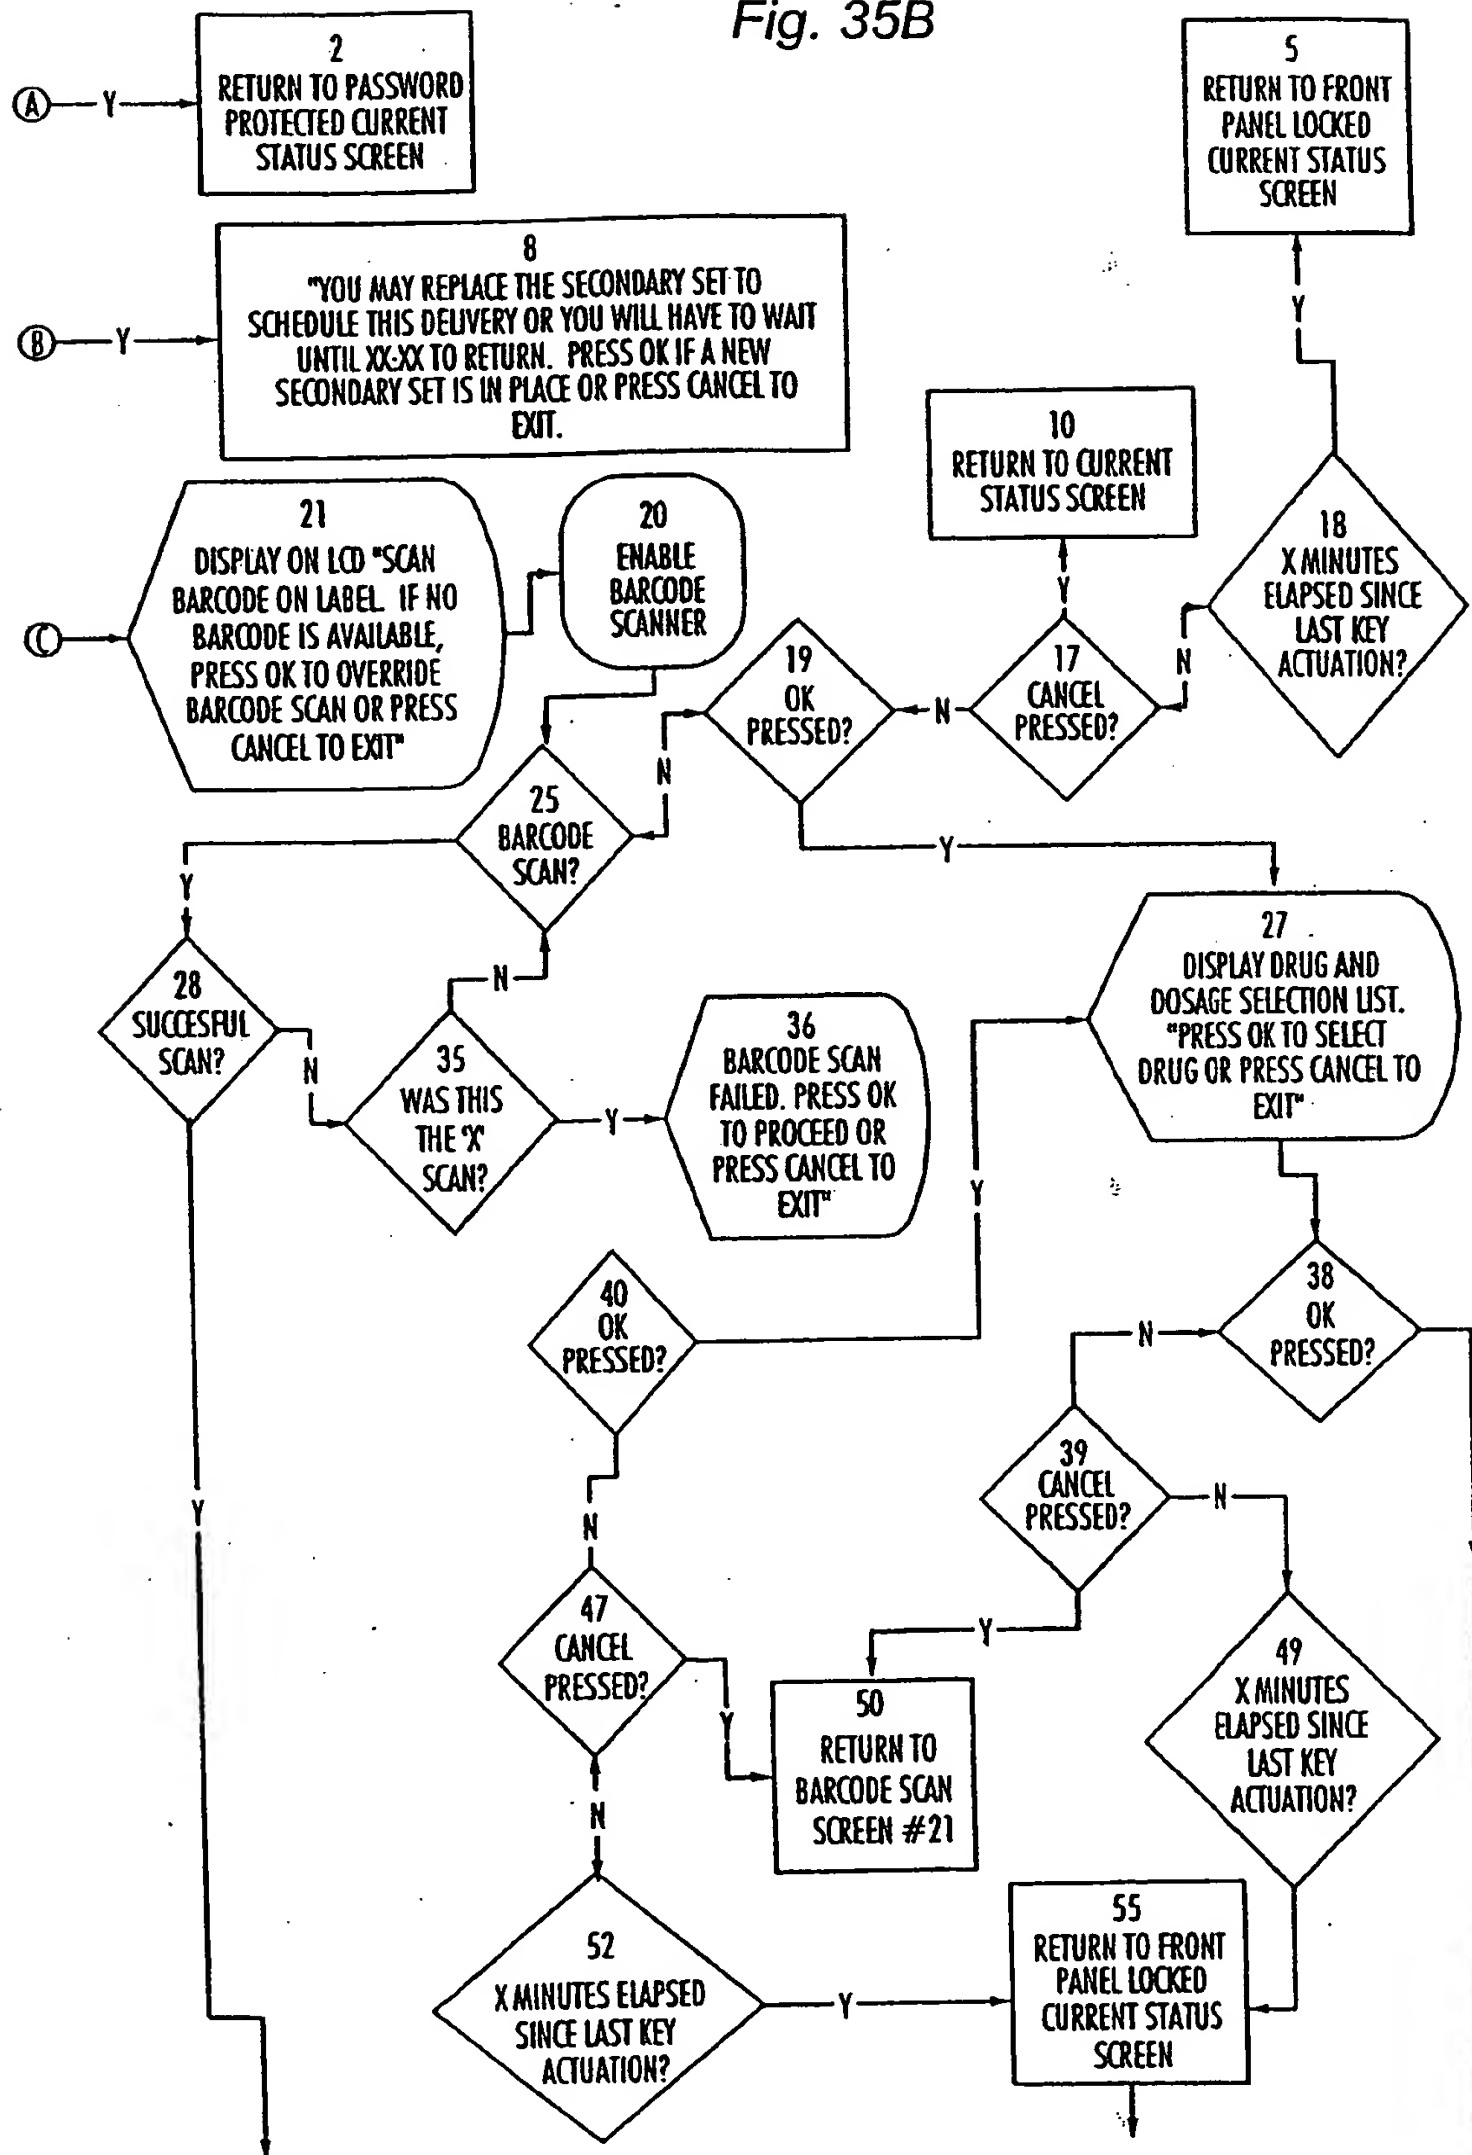 Fig. 35B
A
Y
2
RETURN TO PASSWORD
PROTECTED CURRENT
STATUS SCREEN
5
RETURN TO FRONT
PANEL LOCKED
CURRENT STATUS
SCREEN
Y
B
Y
8
"YOU MAY REPLACE THE SECONDARY SET TO
SCHEDULE THIS DELIVERY OR YOU WILL HAVE TO WAIT
UNTIL XX:XX TO RETURN. PRESS OK IF A NEW
SECONDARY SET IS IN PLACE OR PRESS CANCEL TO
EXIT.
10
RETURN TO CURRENT
STATUS SCREEN
Y
C
21
DISPLAY ON LCD "SCAN
BARCODE ON LABEL. IF NO
BARCODE IS AVAILABLE,
PRESS OK TO OVERRIDE
BARCODE SCAN OR PRESS
CANCEL TO EXIT"
20
ENABLE
BARCODE
SCANNER
18
X MINUTES
ELAPSED SINCE
LAST KEY
ACTUATION?
N
17
CANCEL
PRESSED?
N
19
OK
PRESSED?
N
Y
25
BARCODE
SCAN?
Y
28
SUCCESFUL
SCAN?
N
N
35
WAS THIS
THE 'X'
SCAN?
Y
36
BARCODE SCAN
FAILED. PRESS OK
TO PROCEED OR
PRESS CANCEL TO
EXIT"
27
DISPLAY DRUG AND
DOSAGE SELECTION LIST.
"PRESS OK TO SELECT
DRUG OR PRESS CANCEL TO
EXIT"
Y
40
OK
PRESSED?
38
OK
PRESSED?
N
39
CANCEL
PRESSED?
N
Y
Y
N
47
CANCEL
PRESSED?
Y
50
RETURN TO
BARCODE SCAN
SCREEN #21
49
X MINUTES
ELAPSED SINCE
LAST KEY
ACTUATION?
N
52
X MINUTES ELAPSED
SINCE LAST KEY
ACTUATION?
Y
55
RETURN TO FRONT
PANEL LOCKED
CURRENT STATUS
SCREEN